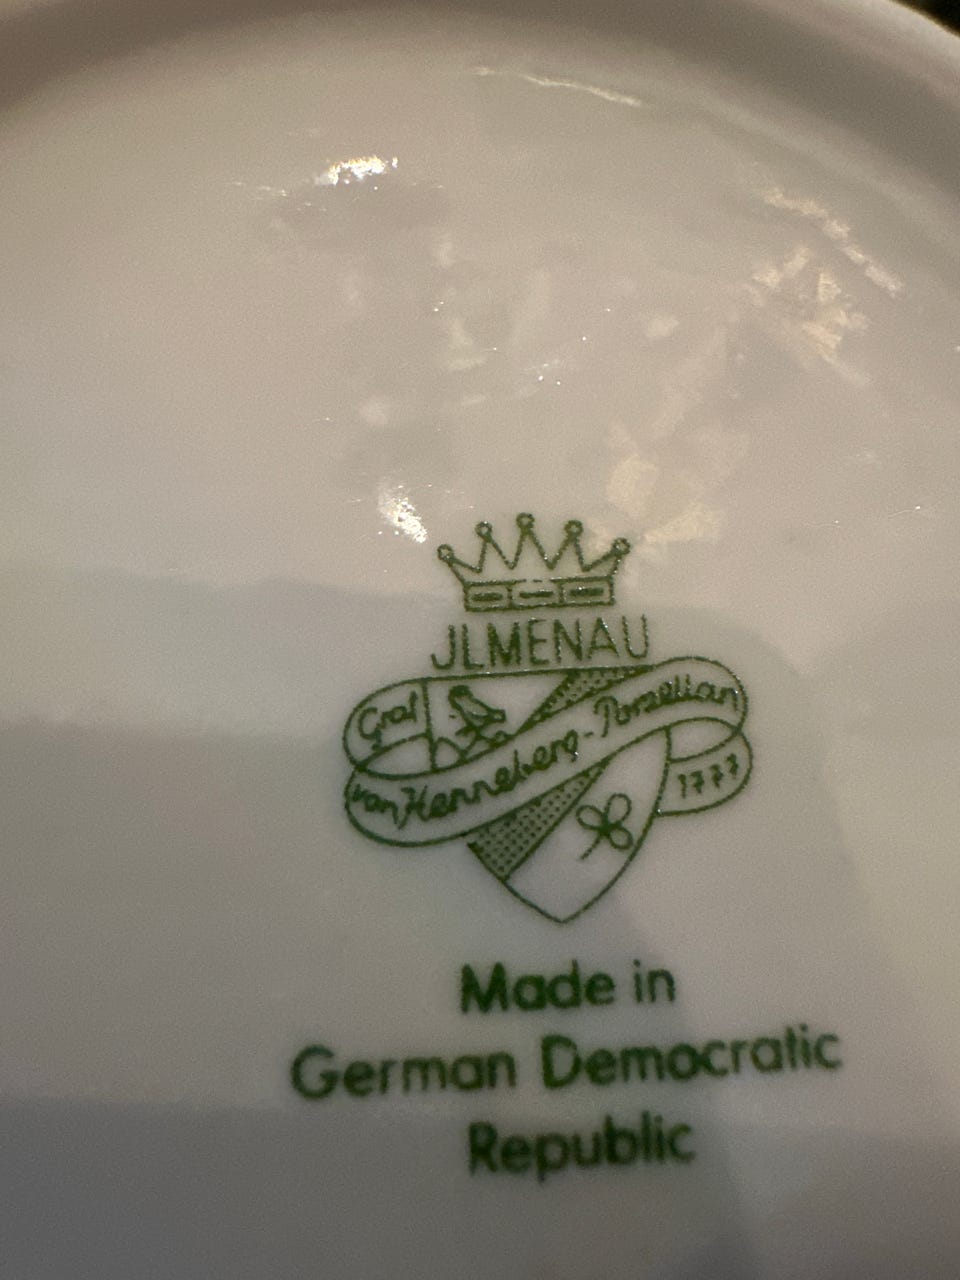 JLMENAU
Graf
von Henneberg-Porzellan
1777
Made in
German Democratic
Republic